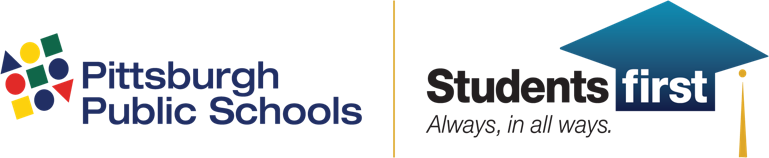 Pittsburgh
Public Schools
Students first
Always, in all ways.